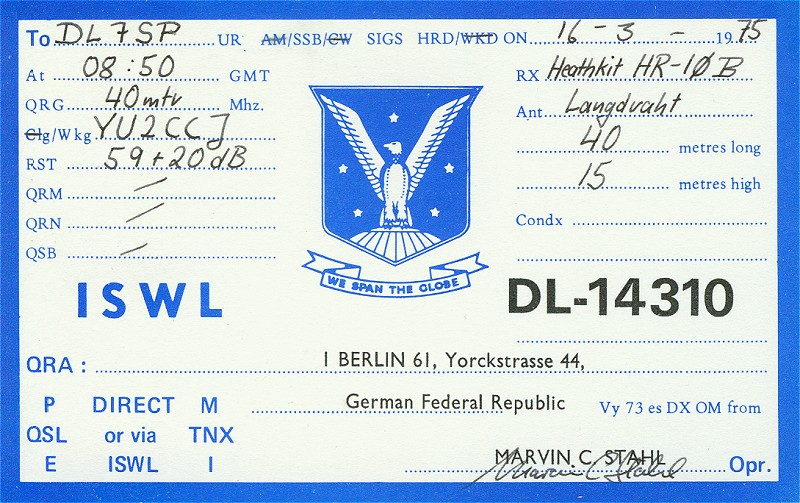 To DL7SP UR AM/SSB/CW SIGS HRD/WKD ON 16-3- 1975
At 08:50 GMT
RX Heathkit HR-10B
QRG 40mtr Mhz.
Ant Langdraht
Clg/Wkg YU2CCJ
40 metres long
RST 59+20dB
15 metres high
QRM /
QRN /
Condx
QSB /
WE SPAN THE GLOBE
ISWL
DL-14310
QRA : 1 BERLIN 61, Yorckstrasse 44,
P DIRECT M German Federal Republic Vy 73 es DX OM from
QSL or via TNX
E ISWL I MARVIN C. STAHL Opr.
Marvin C Stahl